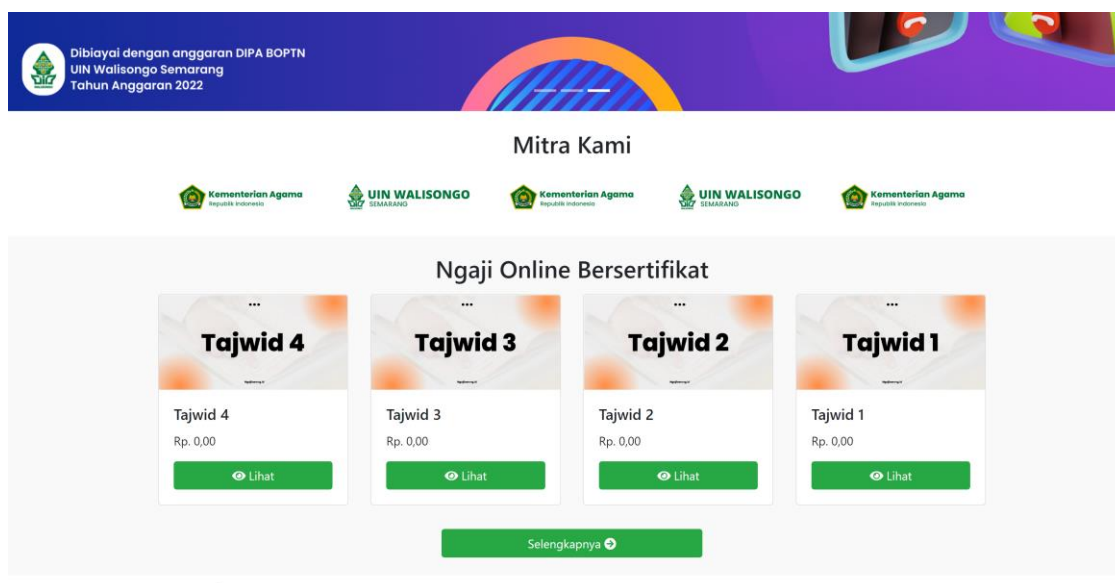 Dibiayai dengan anggaran DIPA BOPTN
UIN Walisongo Semarang
Tahun Anggaran 2022
Mitra Kami
Kementerian Agama
Republik Indonesia
UIN WALISONGO
SEMARANG
Kementerian Agama
Republik Indonesia
UIN WALISONGO
SEMARANG
Kementerian Agama
Republik Indonesia
Ngaji Online Bersertifikat
Tajwid 4
Tajwid 3
Tajwid 2
Tajwid 1
Tajwid 4
Tajwid 3
Tajwid 2
Tajwid 1
Rp. 0,00
Rp. 0,00
Rp. 0,00
Rp. 0,00
Lihat
Lihat
Lihat
Lihat
Selengkapnya